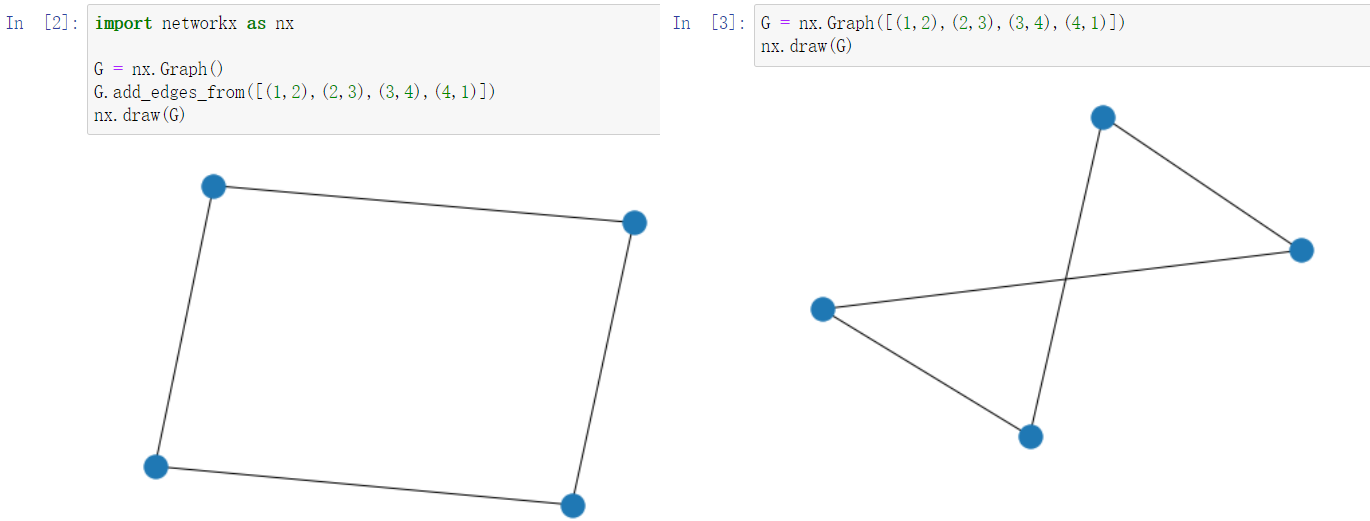 In [2]: import networkx as nx
G = nx.Graph()
G.add_edges_from([(1,2),(2,3),(3,4),(4,1)])
nx.draw(G)
In [3]: G = nx.Graph([(1,2),(2,3),(3,4),(4,1)])
nx.draw(G)